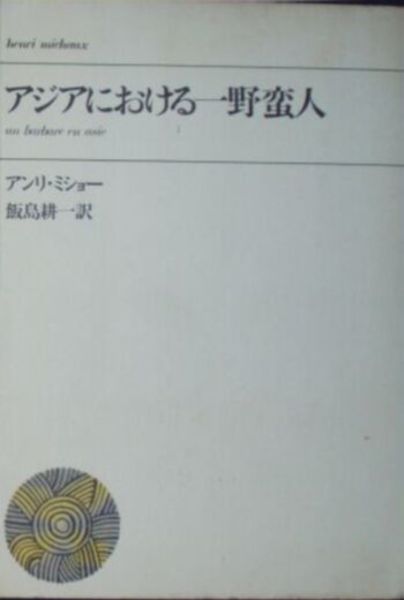 henri michaux
アジアにおける一野蛮人
un barbare en asie
アンリ・ミショー
飯島耕一訳